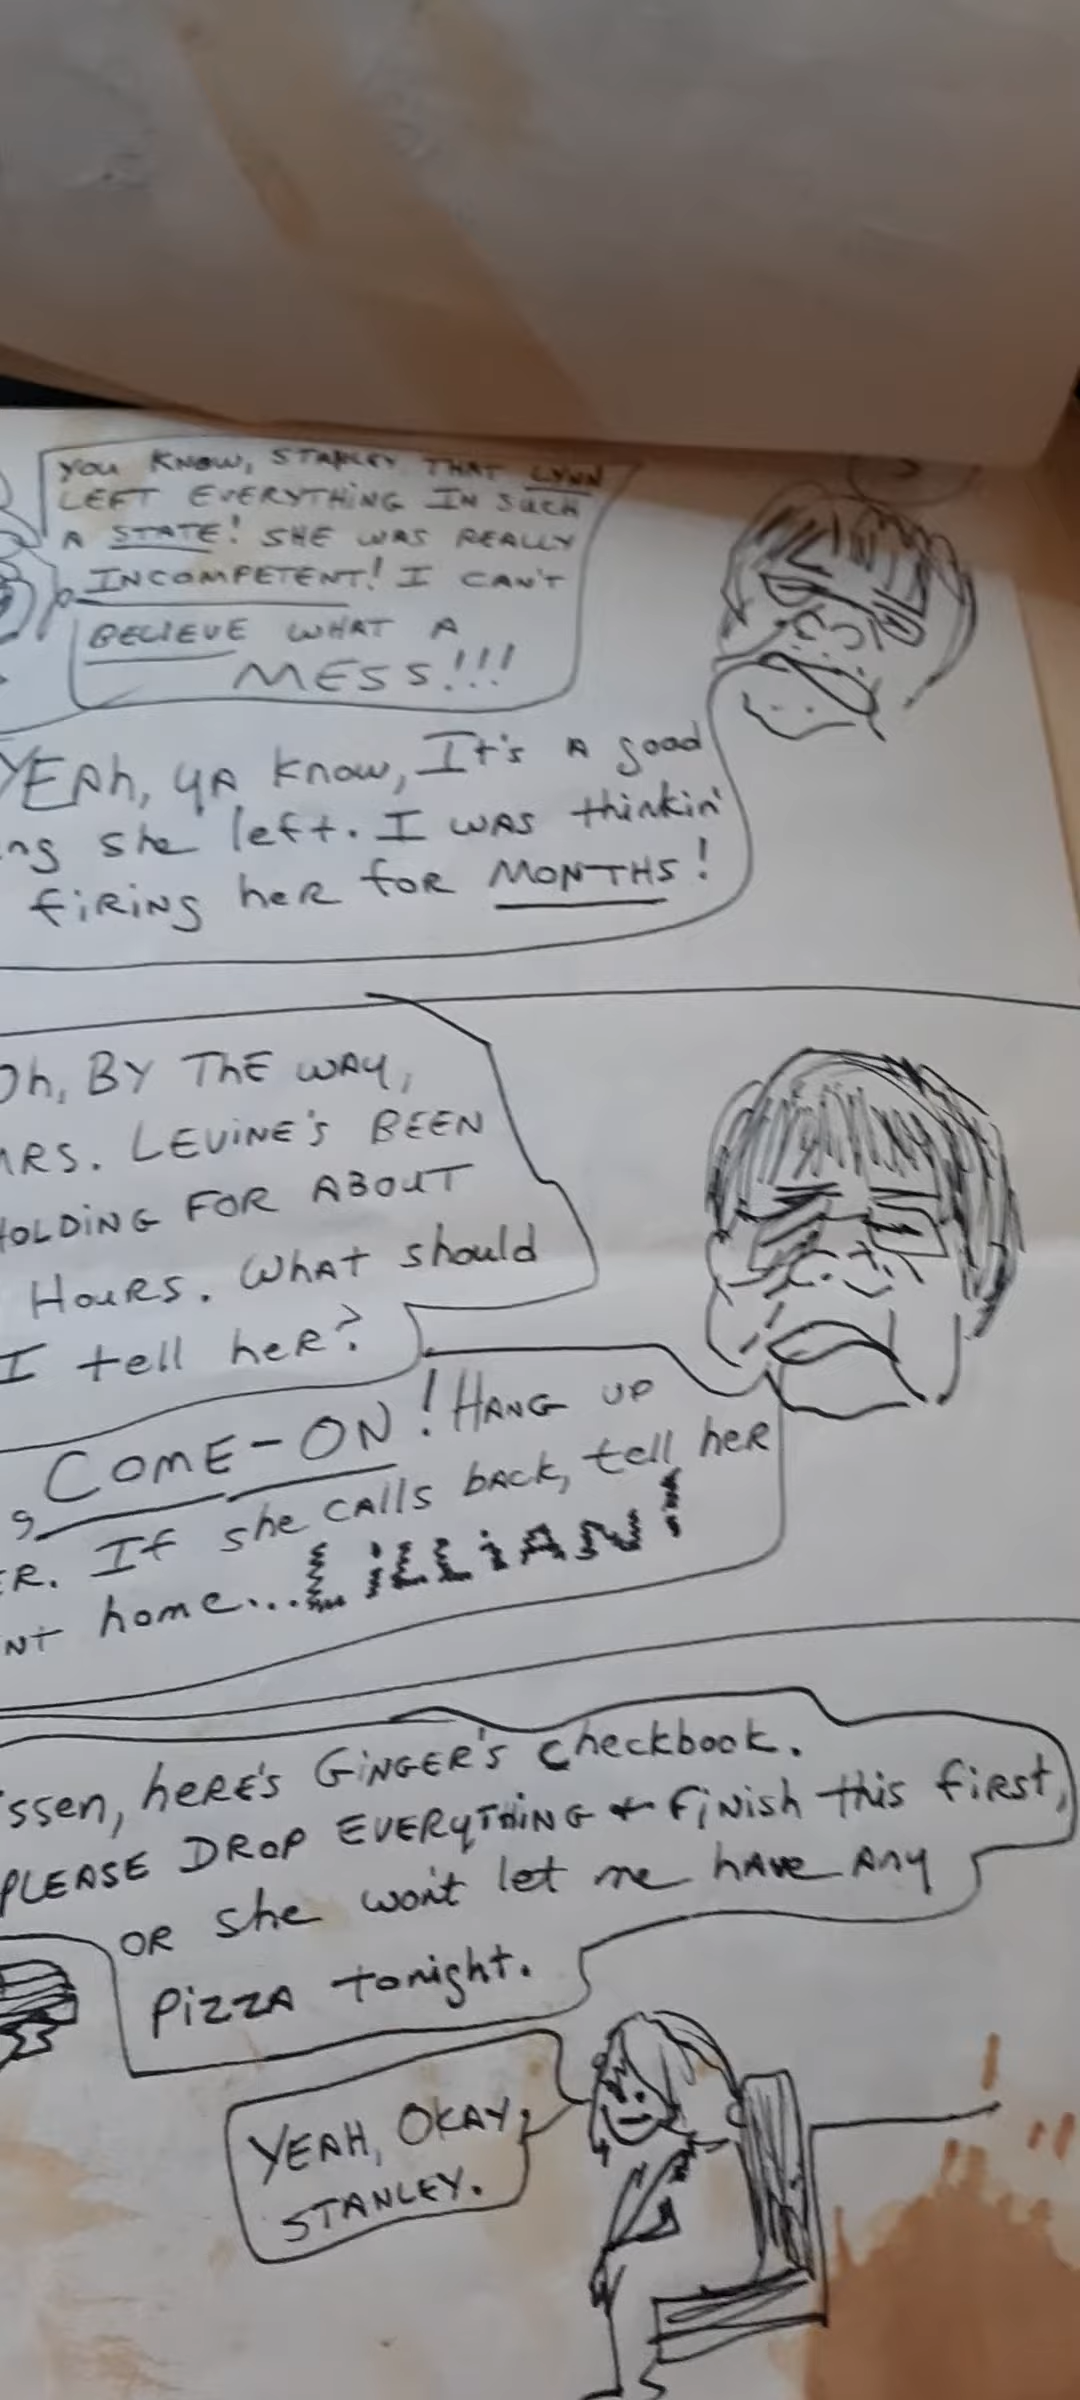 YOU KNOW, STANLEY THAT LYNN
LEFT EVERYTHING IN SUCH
A STATE! SHE WAS REALLY
INCOMPETENT! I CAN'T
BELIEVE WHAT A
MESS!!!
YEAh, YA KNOW, It's A good
she left. I WAS thinkin'
fiRiNG heR foR MONTHS!
Oh, BY THE WAY,
LEVINE'S BEEN
HOLDING FOR ABOUT
HOURS. WHAT should
I tell heR?
COME-ON! HANG UP
If she CALLS BACK, tell heR
home... LiLLiAN!
heRE'S GiNGER'S checkbook.
PLEASE DROP EVERYTHING + FiNish this fiRst,
OR she won't let me hAVe ANY
PiZZA tonight.
YEAH, OKAY,
STANLEY.